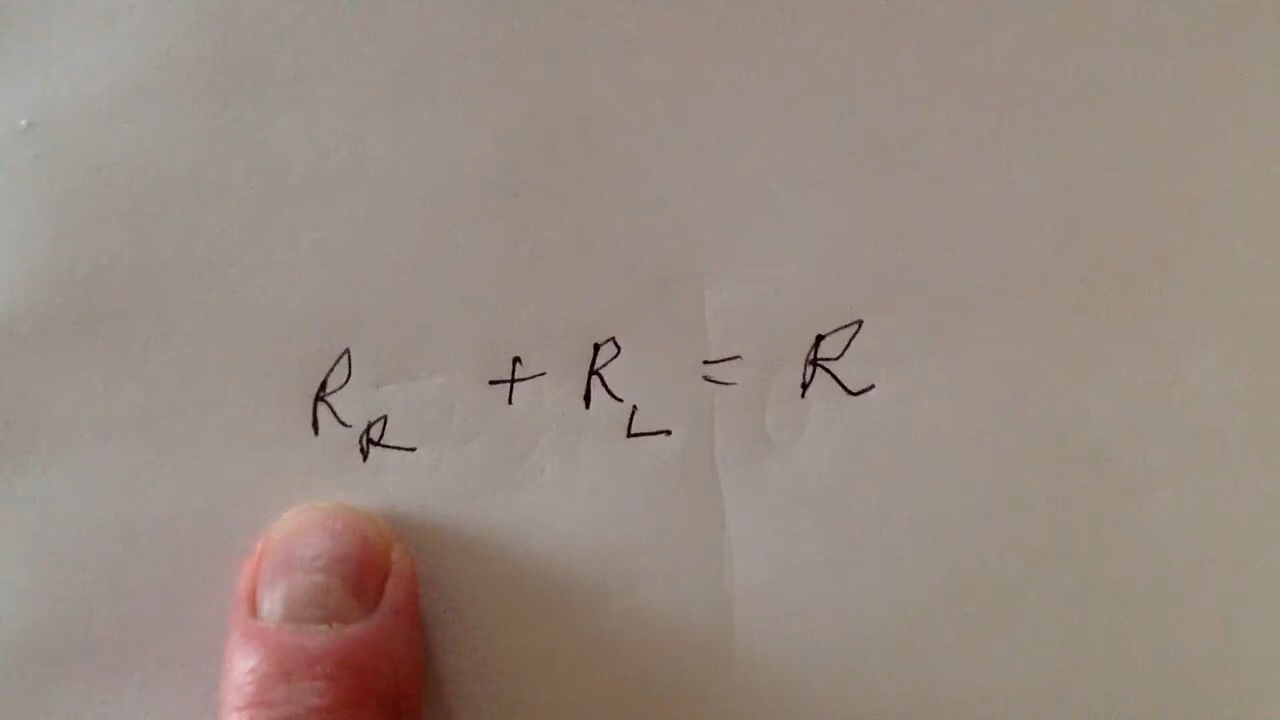 R_R + R_L = R